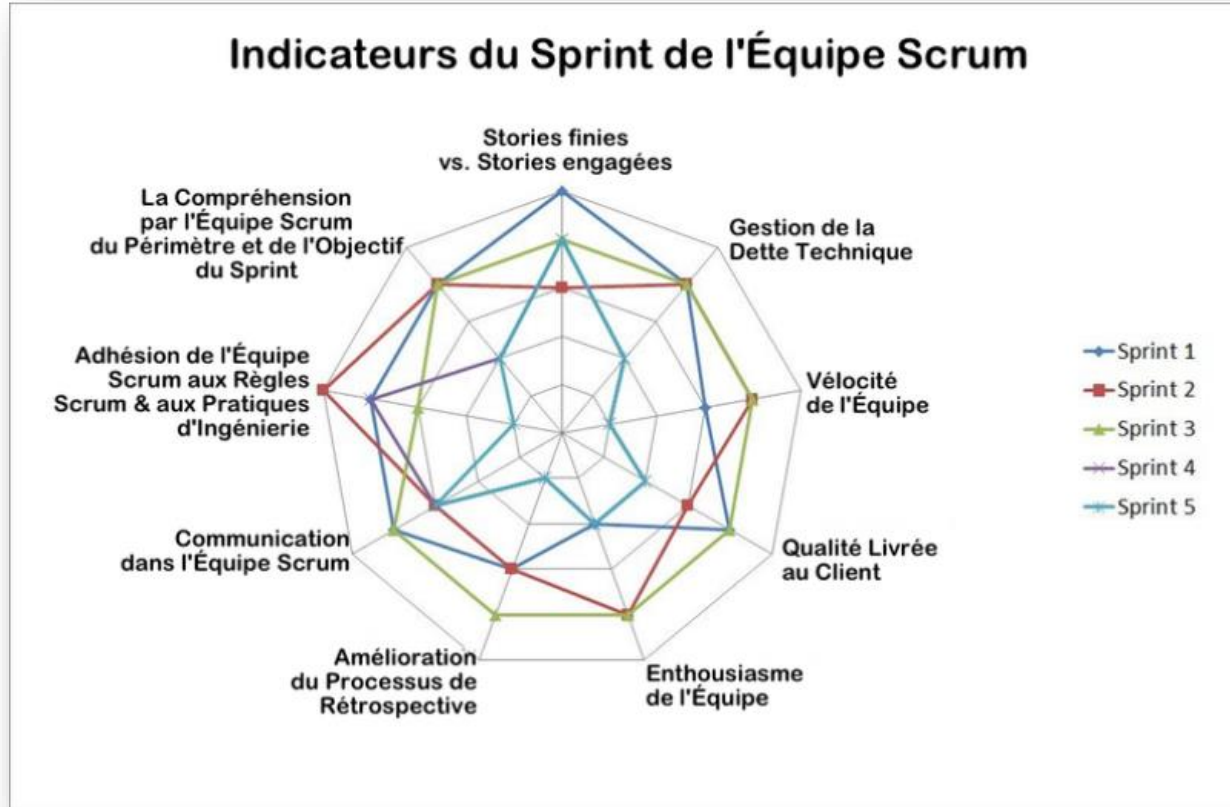 Indicateurs du Sprint de l'Équipe Scrum
Stories finies
vs. Stories engagées
Gestion de la
Dette Technique
Vélocité
de l'Équipe
Qualité Livrée
au Client
Enthousiasme
de l'Équipe
Amélioration
du Processus de
Rétrospective
Communication
dans l'Équipe Scrum
Adhésion de l'Équipe
Scrum aux Règles
Scrum & aux Pratiques
d'Ingénierie
La Compréhension
par l'Équipe Scrum
du Périmètre et de l'Objectif
du Sprint
Sprint 1
Sprint 2
Sprint 3
Sprint 4
Sprint 5